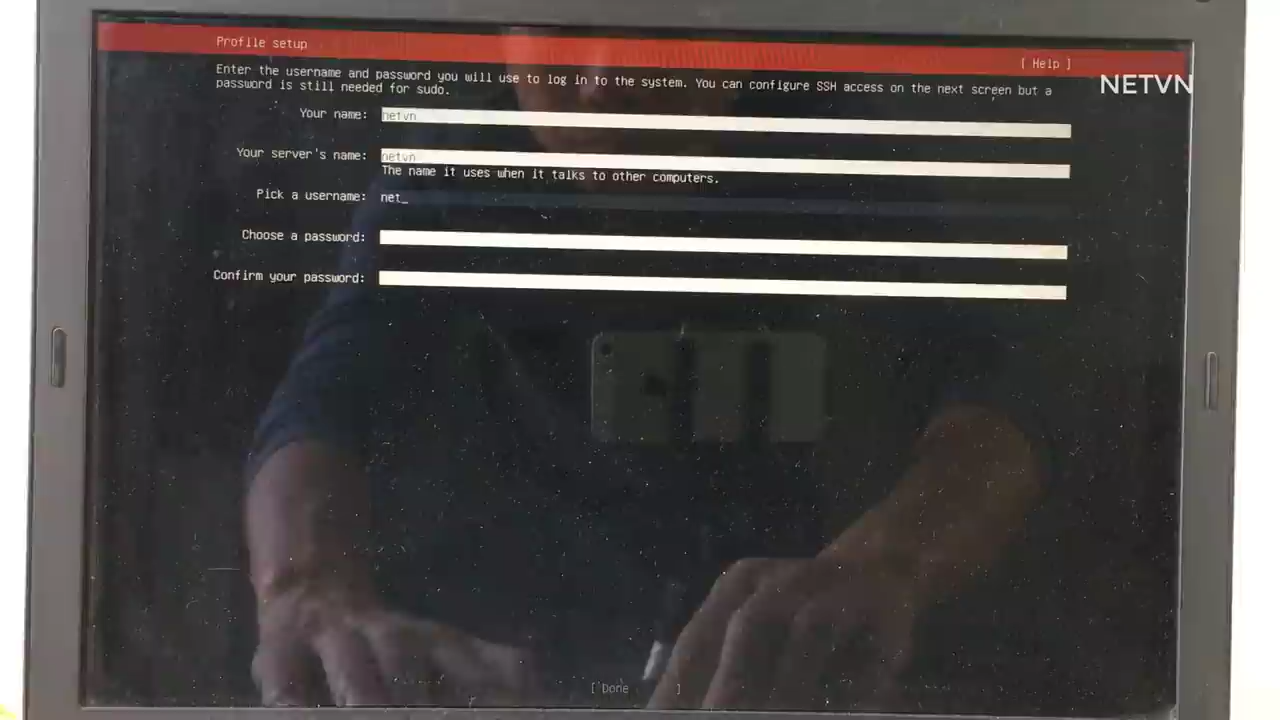 Profile setup
[ Help ]
Enter the username and password you will use to log in to the system. You can configure SSH access on the next screen but a
password is still needed for sudo.
NETVN
Your name: netvn
Your server's name: netvn
The name it uses when it talks to other computers.
Pick a username: net_
Choose a password:
Confirm your password:
[ Done ]